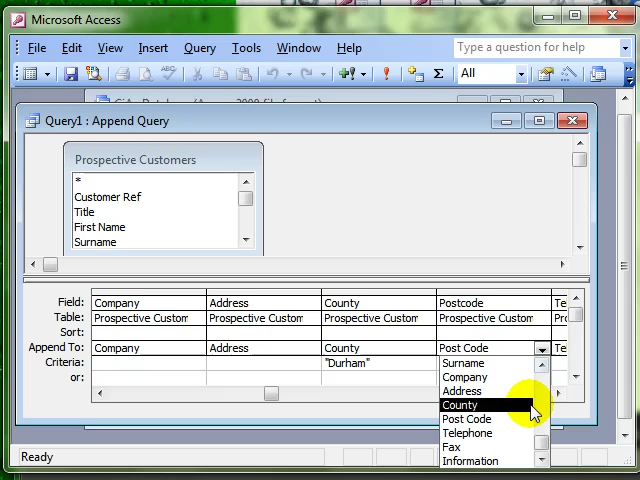 Microsoft Access
File Edit View Insert Query Tools Window Help Type a question for help
Σ All
Query1 : Append Query
Prospective Customers
*
Customer Ref
Title
First Name
Surname
Field: Company Address County Postcode
Table: Prospective Custom Prospective Custom Prospective Custom Prospective Custom
Sort:
Append To: Company Address County Post Code
Criteria: "Durham"
or:
Surname
Company
Address
County
Post Code
Telephone
Fax
Information
Ready